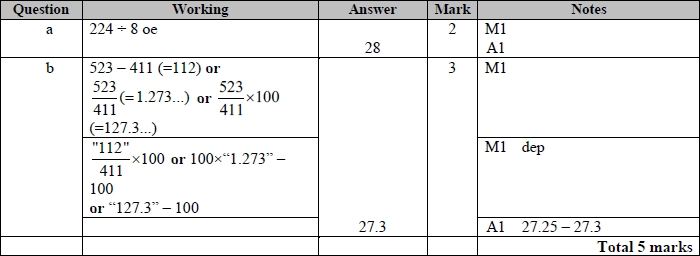 Question Working Answer Mark Notes
a 224 ÷ 8 oe 2 M1
28 A1
b 523 – 411 (=112) or 3 M1
523/411 (=1.273...) or 523/411 ×100
(=127.3...)
"112"/411 ×100 or 100×“1.273” – M1 dep
100
or “127.3” – 100
27.3 A1 27.25 – 27.3
Total 5 marks